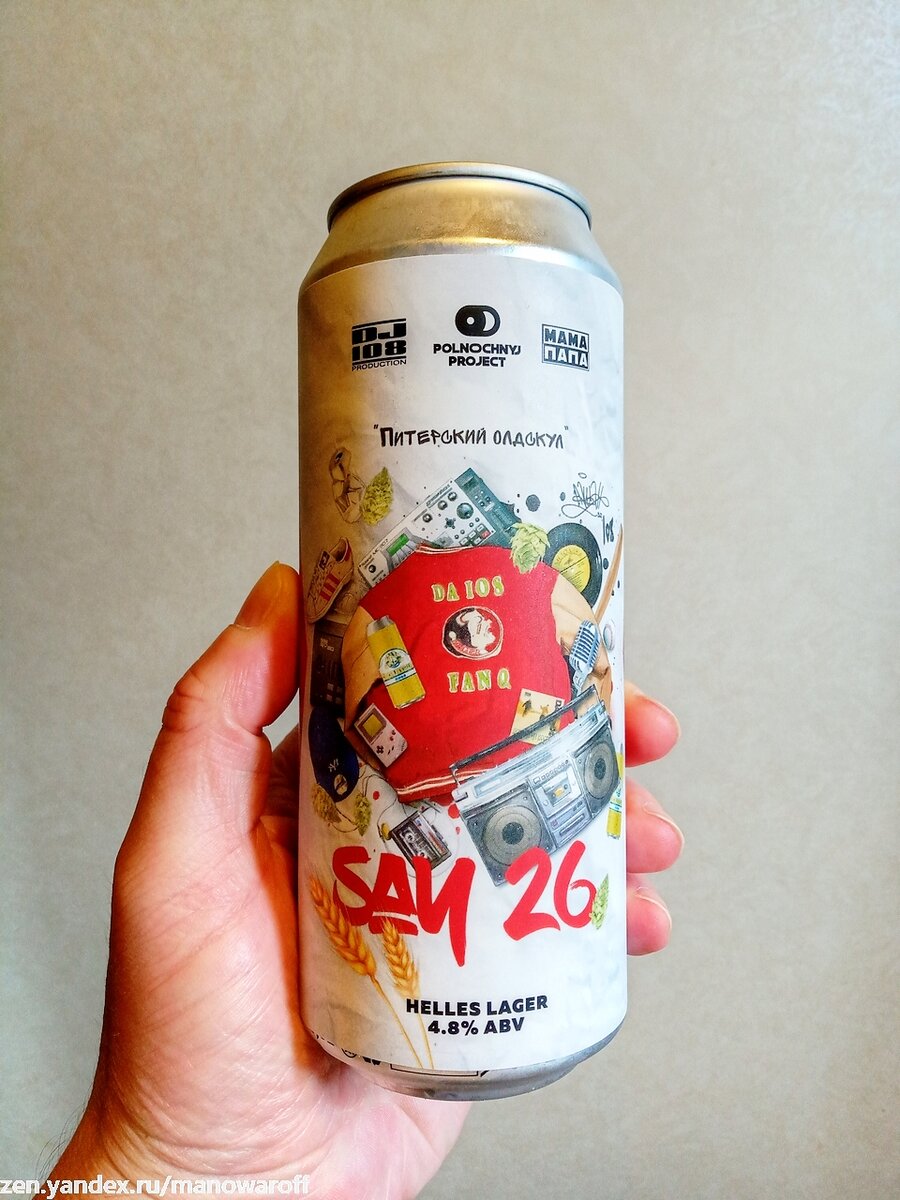 DJ
108
PRODUCTION
POLNOCHNYJ
PROJECT
МАМА
ПАПА
"Питерский олдскул"
DA 108
FAN Q
SAY 26
HELLES LAGER
4.8% ABV
zen.yandex.ru/manowaroff